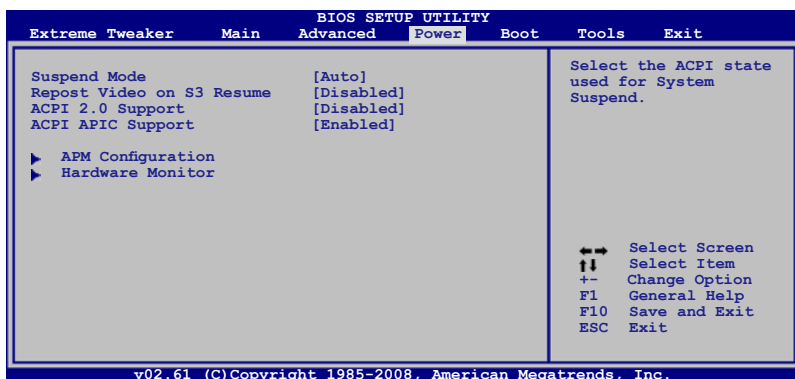 BIOS SETUP UTILITY
Extreme Tweaker Main Advanced Power Boot Tools Exit
Suspend Mode [Auto]
Repost Video on S3 Resume [Disabled]
ACPI 2.0 Support [Disabled]
ACPI APIC Support [Enabled]
APM Configuration
Hardware Monitor
Select the ACPI state
used for System
Suspend.
←→ Select Screen
↑↓ Select Item
+- Change Option
F1 General Help
F10 Save and Exit
ESC Exit
v02.61 (C)Copyright 1985-2008, American Megatrends, Inc.